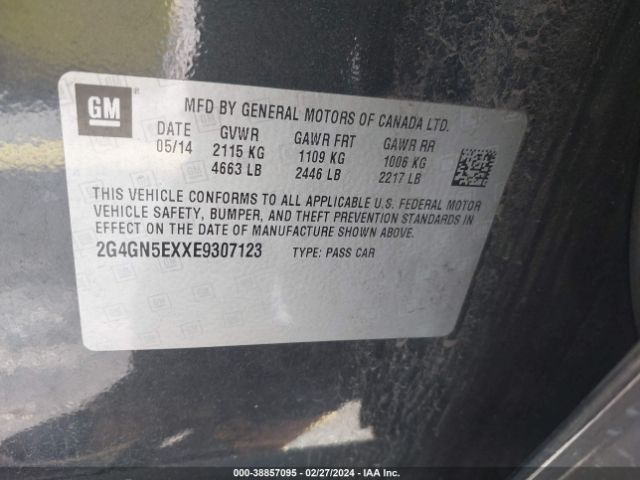 GM
MFD BY GENERAL MOTORS OF CANADA LTD.
DATE GVWR GAWR FRT GAWR RR
05/14 2115 KG 1109 KG 1006 KG
4663 LB 2446 LB 2217 LB
THIS VEHICLE CONFORMS TO ALL APPLICABLE U.S. FEDERAL MOTOR
VEHICLE SAFETY, BUMPER, AND THEFT PREVENTION STANDARDS IN
EFFECT ON THE DATE OF MANUFACTURE SHOWN ABOVE.
2G4GN5EXXE9307123 TYPE: PASS CAR
000-38857095 - 02/27/2024 - IAAI.COM